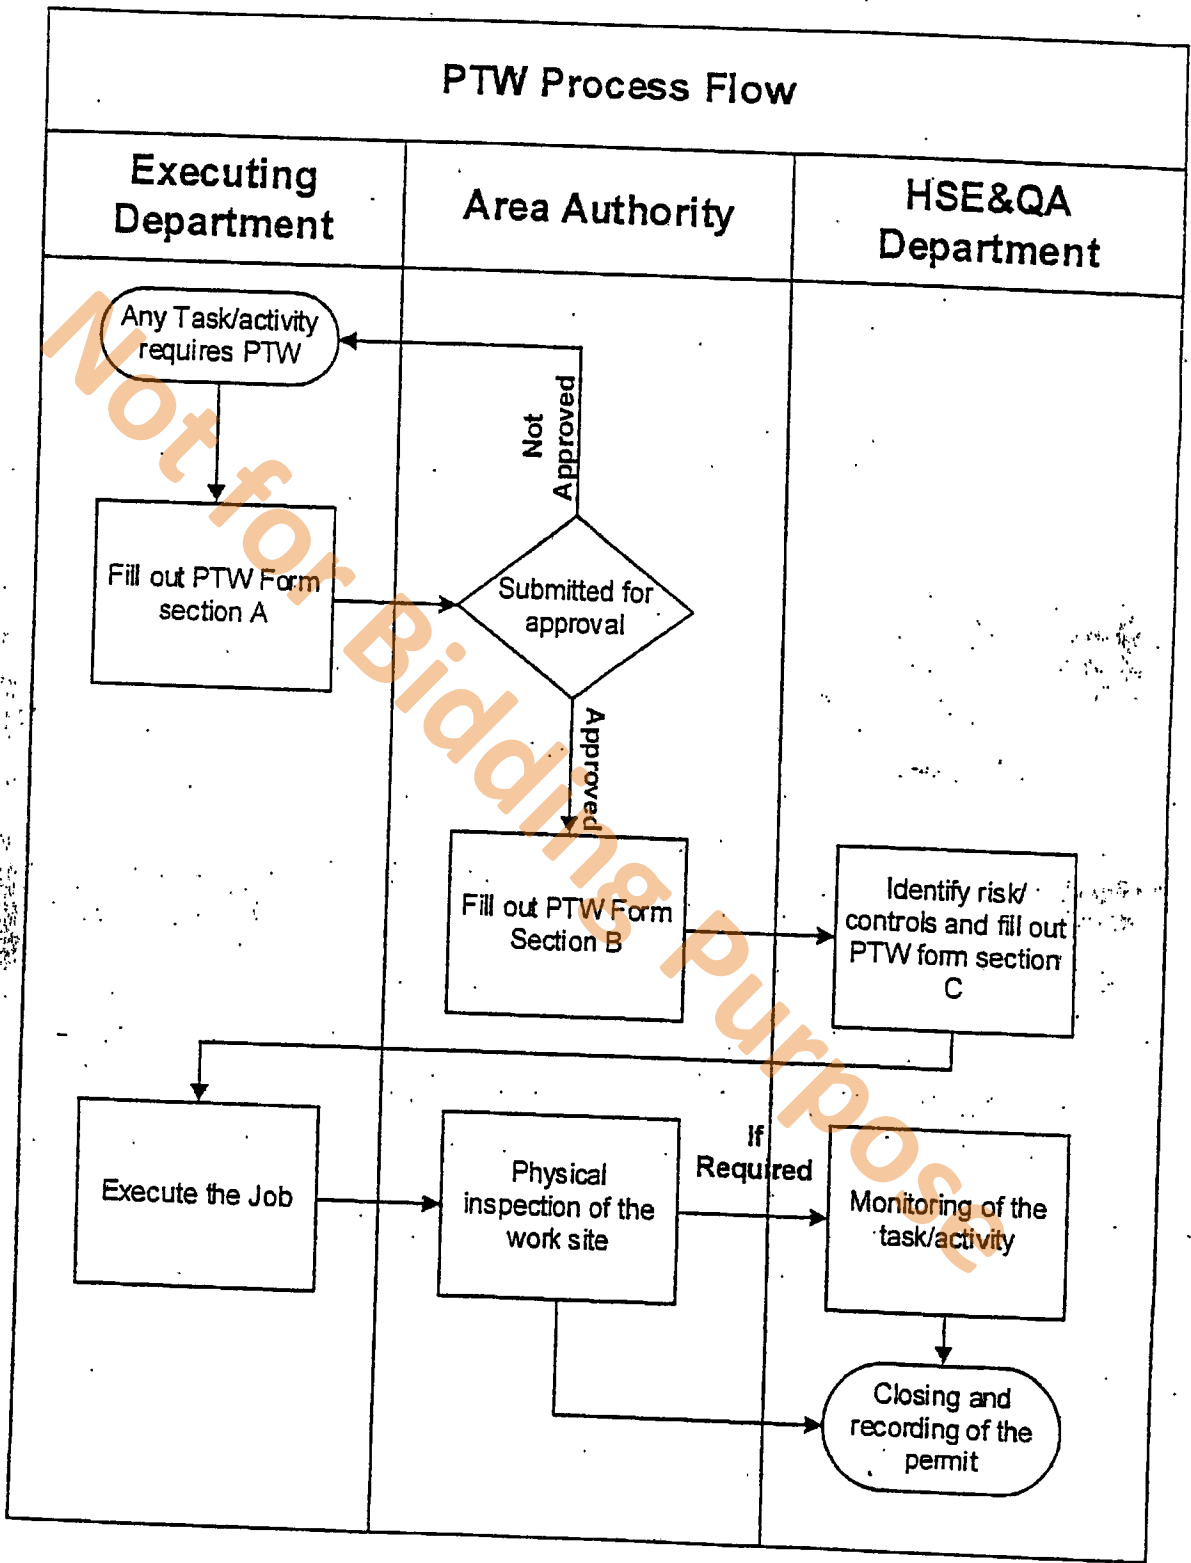 PTW Process Flow
Executing
Department
Area Authority
HSE&QA
Department
Any Task/activity
requires PTW
Not
Approved
Fill out PTW Form
section A
Submitted for
approval
Approved
Fill out PTW Form
Section B
Identify risk/
controls and fill out
PTW form section
C
Execute the Job
Physical
inspection of the
work site
If
Required
Monitoring of the
task/activity
Closing and
recording of the
permit
Not for Bidding Purpose